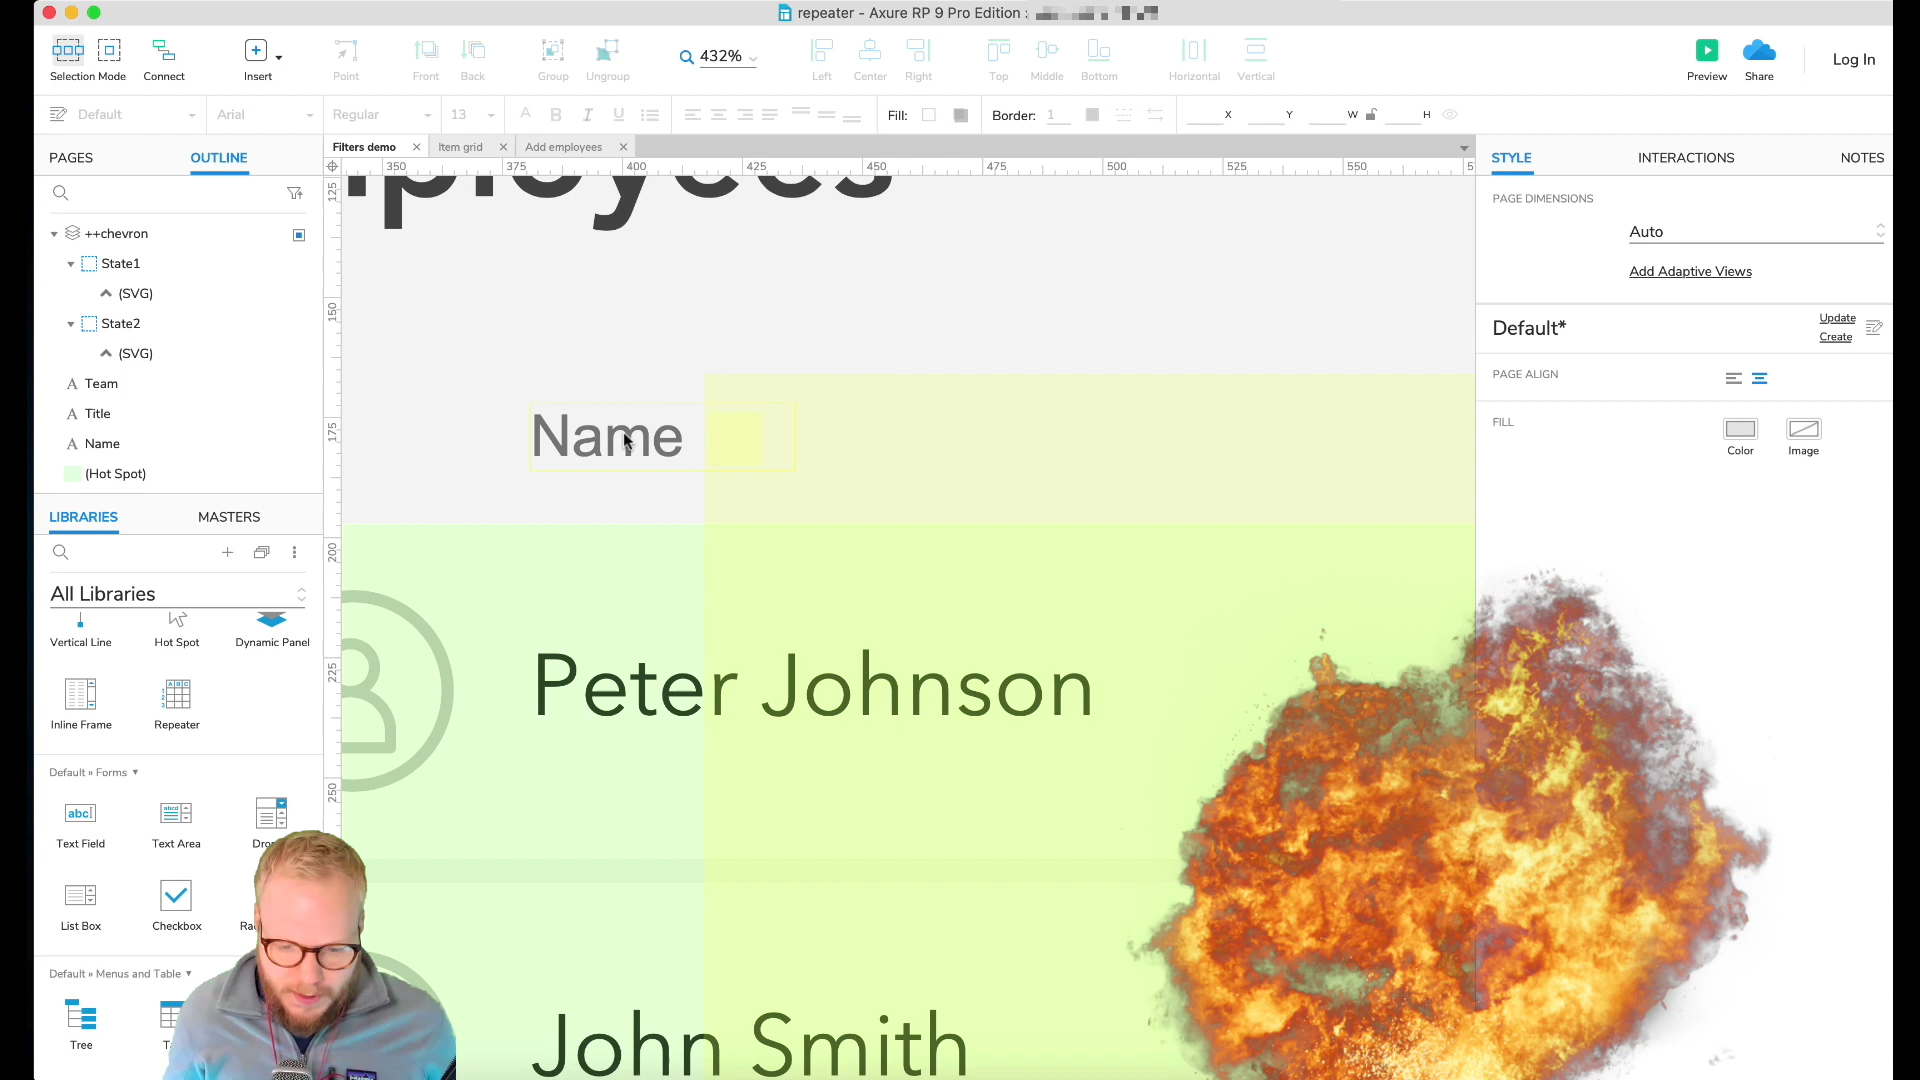 repeater - Axure RP 9 Pro Edition :
Selection Mode
Connect
Insert
Point
Front
Back
Group
Ungroup
432%
Left
Center
Right
Top
Middle
Bottom
Horizontal
Vertical
Preview
Share
Log In
Default
Arial
Regular
13
Fill:
Border: 1
X
Y
W
H
PAGES
OUTLINE
Filters demo
Item grid
Add employees
STYLE
INTERACTIONS
NOTES
350
375
400
425
450
475
500
525
550
125
150
175
200
225
250
++chevron
State1
(SVG)
State2
(SVG)
Team
Title
Name
(Hot Spot)
LIBRARIES
MASTERS
All Libraries
Vertical Line
Hot Spot
Dynamic Panel
Inline Frame
Repeater
Default » Forms
Text Field
Text Area
List Box
Checkbox
Default » Menus and Table
Tree
Name
Peter Johnson
John Smith
PAGE DIMENSIONS
Auto
Add Adaptive Views
Default*
Update
Create
PAGE ALIGN
FILL
Color
Image